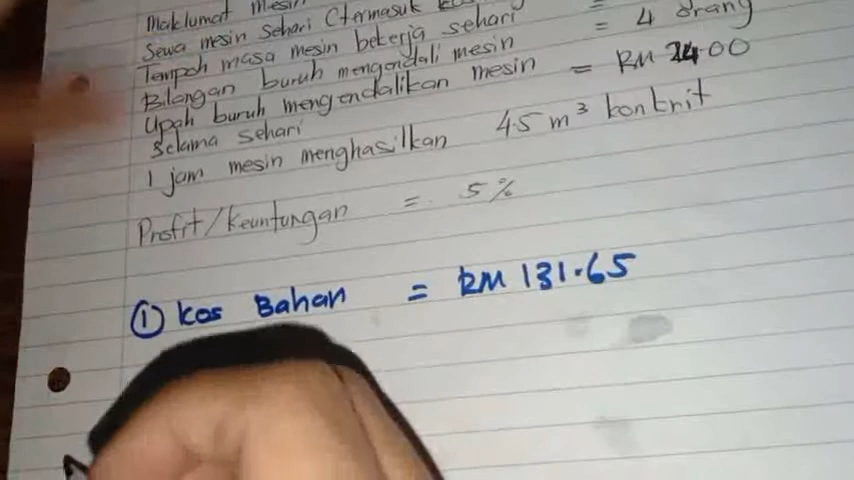 Maklumat mesin
Sewa mesin sehari (termasuk =
Tempoh masa mesin bekerja sehari =
Bilangan buruh mengendali mesin = 4 orang
Upah buruh mengendalikan mesin = RM 24.00
Selama sehari
1 jam mesin menghasilkan 4.5 m³ konkrit
Profit/Keuntungan = 5%
① Kos Bahan = RM 131.65